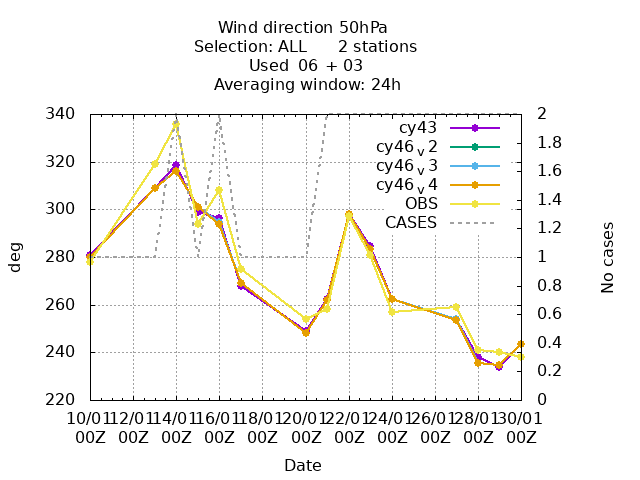 Wind direction 50hPa
Selection: ALL 2 stations
Used 06 + 03
Averaging window: 24h
340
320
300
280
260
240
220
deg
2
1.8
1.6
1.4
1.2
1
0.8
0.6
0.4
0.2
0
No cases
cy43
cy46v2
cy46v3
cy46v4
OBS
CASES
10/01 12/01 14/01 16/01 18/01 20/01 22/01 24/01 26/01 28/01 30/01
00Z 00Z 00Z 00Z 00Z 00Z 00Z 00Z 00Z 00Z 00Z
Date